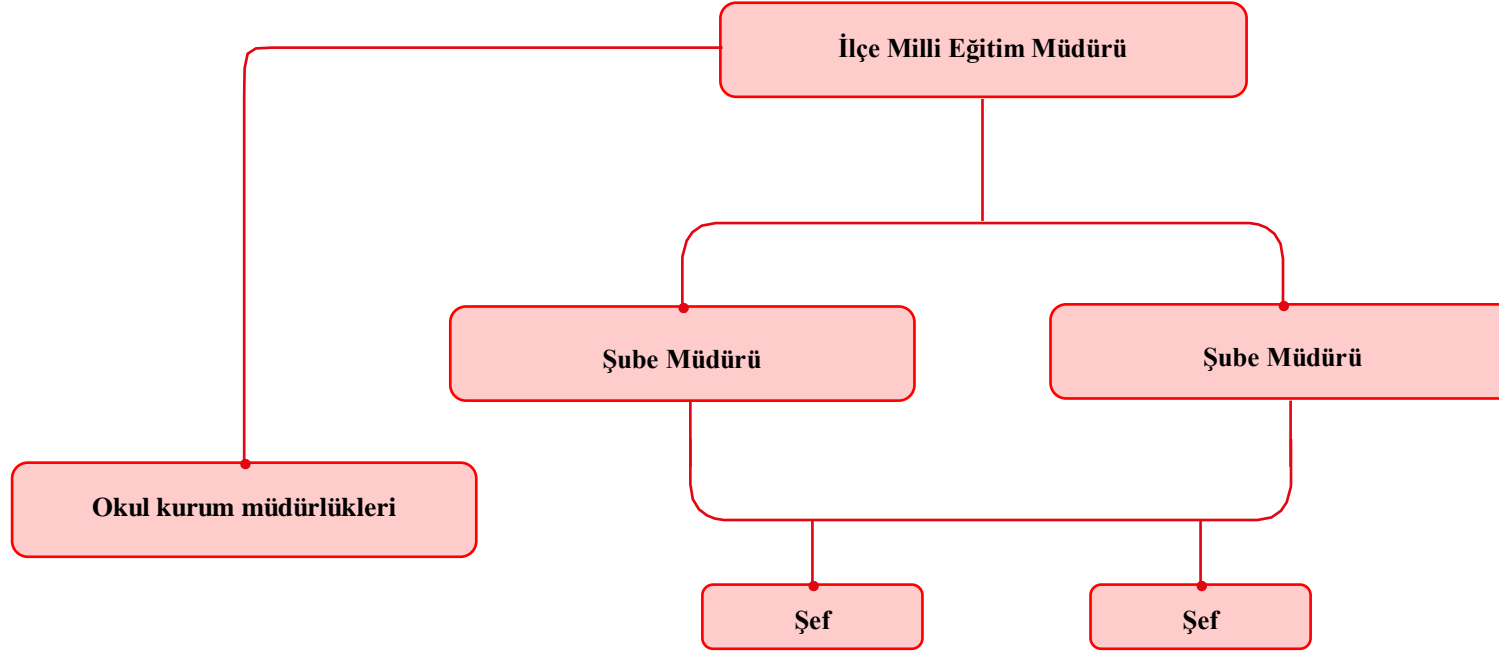 İlçe Milli Eğitim Müdürü
Şube Müdürü
Şube Müdürü
Okul kurum müdürlükleri
Şef
Şef